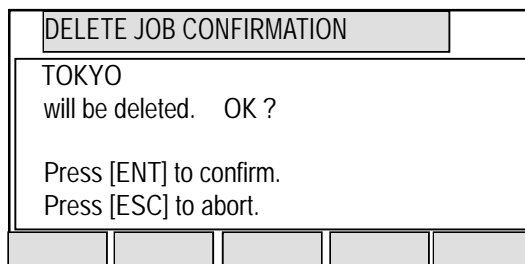 DELETE JOB CONFIRMATION
TOKYO
will be deleted. OK ?
Press [ENT] to confirm.
Press [ESC] to abort.